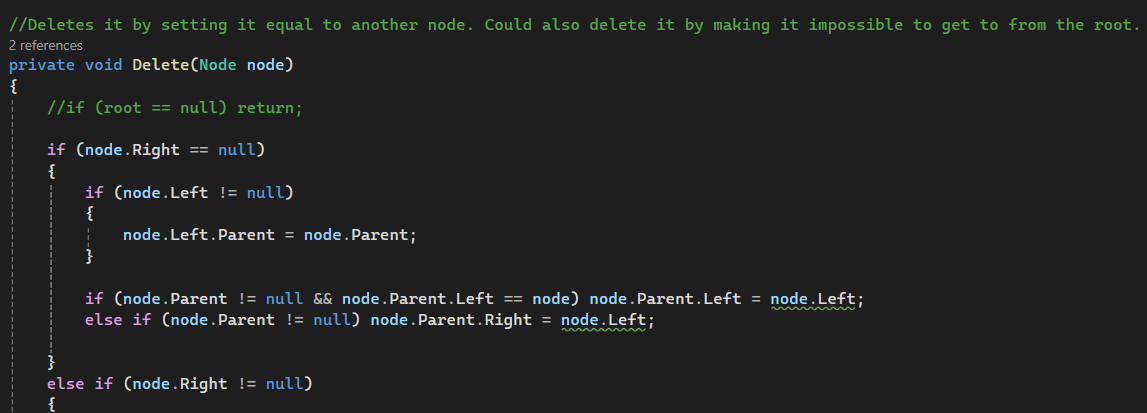 //Deletes it by setting it equal to another node. Could also delete it by making it impossible to get to from the root.
2 references
private void Delete(Node node)
{
//if (root == null) return;
if (node.Right == null)
{
if (node.Left != null)
{
node.Left.Parent = node.Parent;
}
if (node.Parent != null && node.Parent.Left == node) node.Parent.Left = node.Left;
else if (node.Parent != null) node.Parent.Right = node.Left;
}
else if (node.Right != null)
{